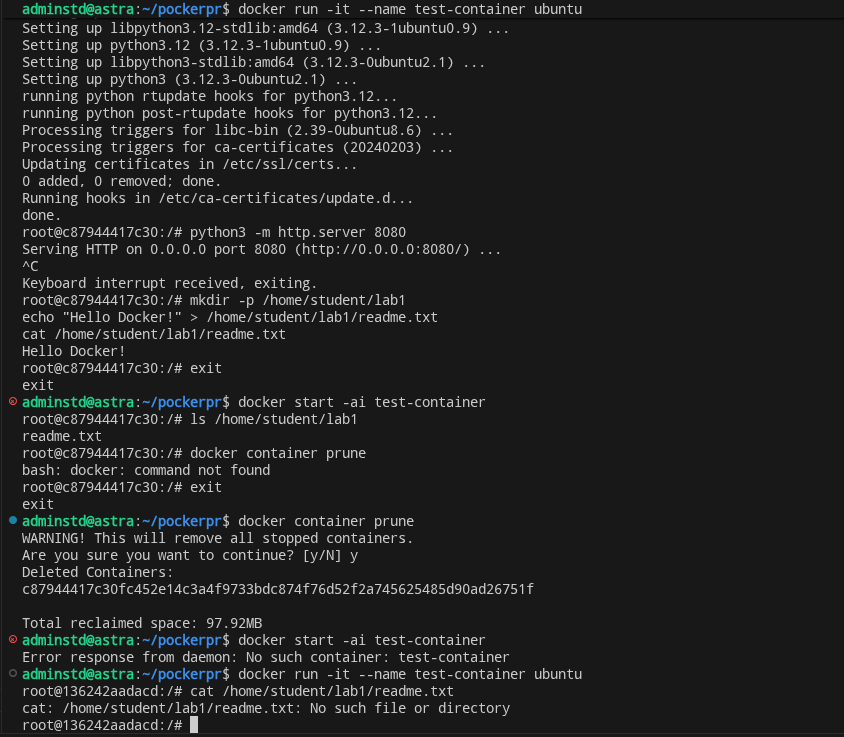 adminstd@astra:~/pockerpr$ docker run -it --name test-container ubuntu
Setting up libpython3.12-stdlib:amd64 (3.12.3-1ubuntu0.9) ...
Setting up python3.12 (3.12.3-1ubuntu0.9) ...
Setting up libpython3-stdlib:amd64 (3.12.3-0ubuntu2.1) ...
Setting up python3 (3.12.3-0ubuntu2.1) ...
running python rtupdate hooks for python3.12...
running python post-rtupdate hooks for python3.12...
Processing triggers for libc-bin (2.39-0ubuntu8.6) ...
Processing triggers for ca-certificates (20240203) ...
Updating certificates in /etc/ssl/certs...
0 added, 0 removed; done.
Running hooks in /etc/ca-certificates/update.d...
done.
root@c87944417c30:/# python3 -m http.server 8080
Serving HTTP on 0.0.0.0 port 8080 (http://0.0.0.0:8080/) ...
^C
Keyboard interrupt received, exiting.
root@c87944417c30:/# mkdir -p /home/student/lab1
echo "Hello Docker!" > /home/student/lab1/readme.txt
cat /home/student/lab1/readme.txt
Hello Docker!
root@c87944417c30:/# exit
exit
adminstd@astra:~/pockerpr$ docker start -ai test-container
root@c87944417c30:/# ls /home/student/lab1
readme.txt
root@c87944417c30:/# docker container prune
bash: docker: command not found
root@c87944417c30:/# exit
exit
adminstd@astra:~/pockerpr$ docker container prune
WARNING! This will remove all stopped containers.
Are you sure you want to continue? [y/N] y
Deleted Containers:
c87944417c30fc452e14c3a4f9733bdc874f76d52f2a745625485d90ad26751f
Total reclaimed space: 97.92MB
adminstd@astra:~/pockerpr$ docker start -ai test-container
Error response from daemon: No such container: test-container
adminstd@astra:~/pockerpr$ docker run -it --name test-container ubuntu
root@136242aadacd:/# cat /home/student/lab1/readme.txt
cat: /home/student/lab1/readme.txt: No such file or directory
root@136242aadacd:/#